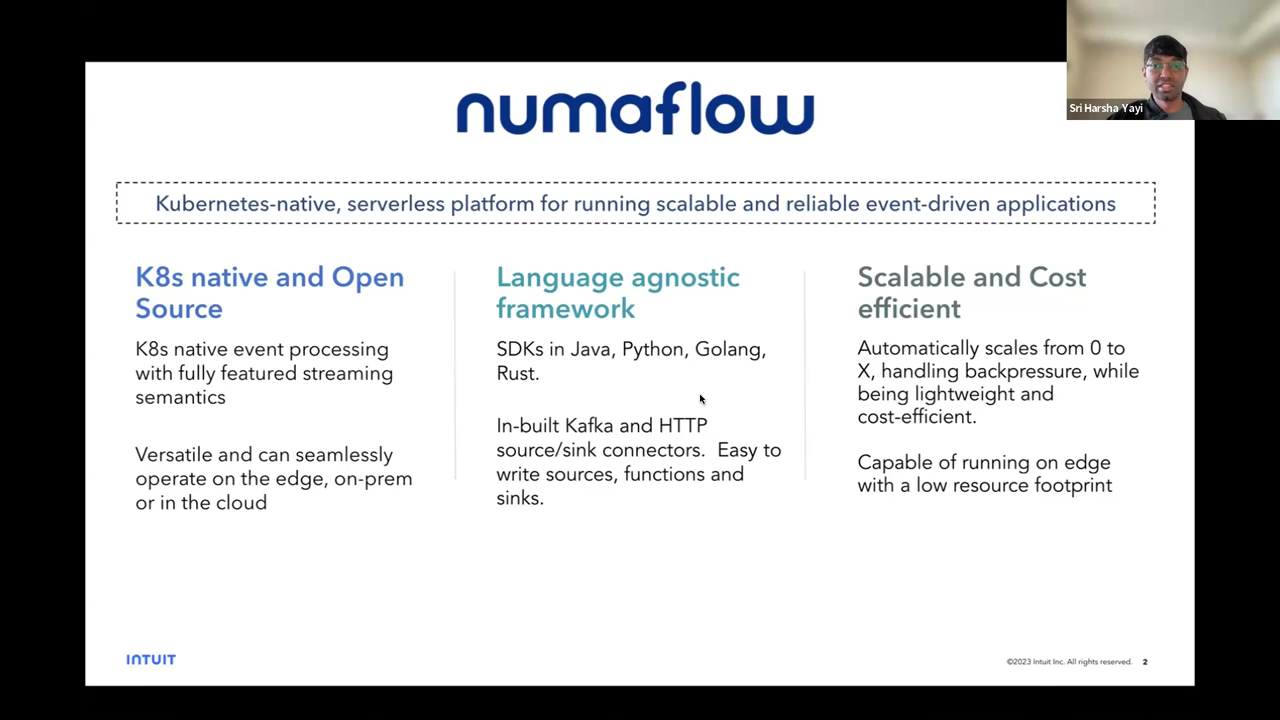 numaflow
Sri Harsha Yayi
Kubernetes-native, serverless platform for running scalable and reliable event-driven applications
K8s native and Open
Source
K8s native event processing
with fully featured streaming
semantics
Versatile and can seamlessly
operate on the edge, on-prem
or in the cloud
Language agnostic
framework
SDKs in Java, Python, Golang,
Rust.
In-built Kafka and HTTP
source/sink connectors.  Easy to
write sources, functions and
sinks.
Scalable and Cost
efficient
Automatically scales from 0 to
X, handling backpressure, while
being lightweight and
cost-efficient.
Capable of running on edge
with a low resource footprint
INTUIT
©2023 Intuit Inc. All rights reserved. 2